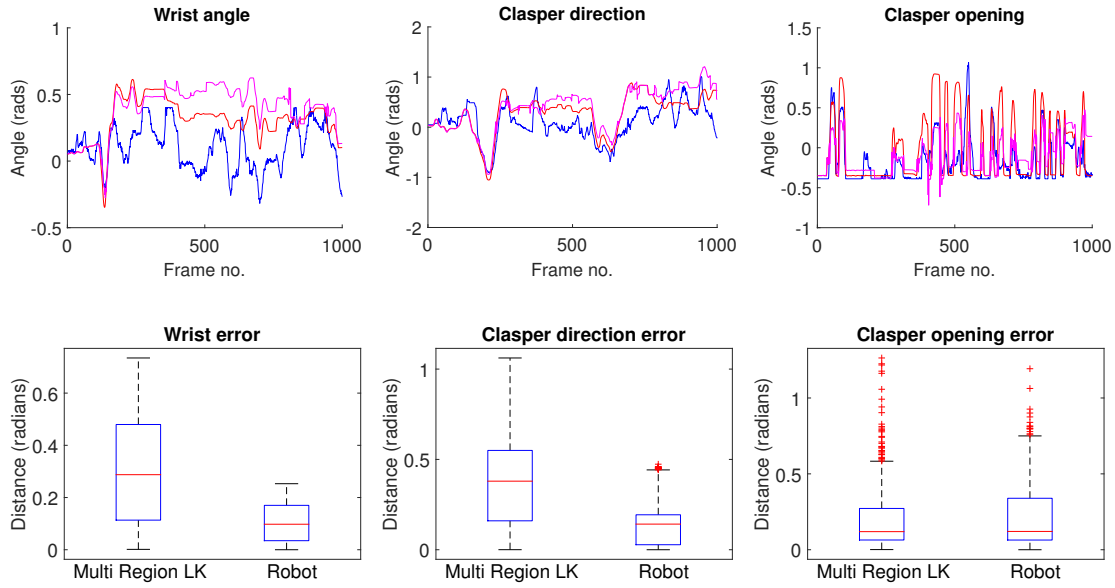 Wrist angle
Angle (rads)
1
0.5
0
-0.5
0
500
1000
Frame no.
Clasper direction
Angle (rads)
2
1
0
-1
-2
0
500
1000
Frame no.
Clasper opening
Angle (rads)
1.5
1
0.5
0
-0.5
-1
0
500
1000
Frame no.
Wrist error
Distance (radians)
0.6
0.4
0.2
0
Multi Region LK
Robot
Clasper direction error
Distance (radians)
1
0.5
0
Multi Region LK
Robot
Clasper opening error
Distance (radians)
1
0.5
0
Multi Region LK
Robot